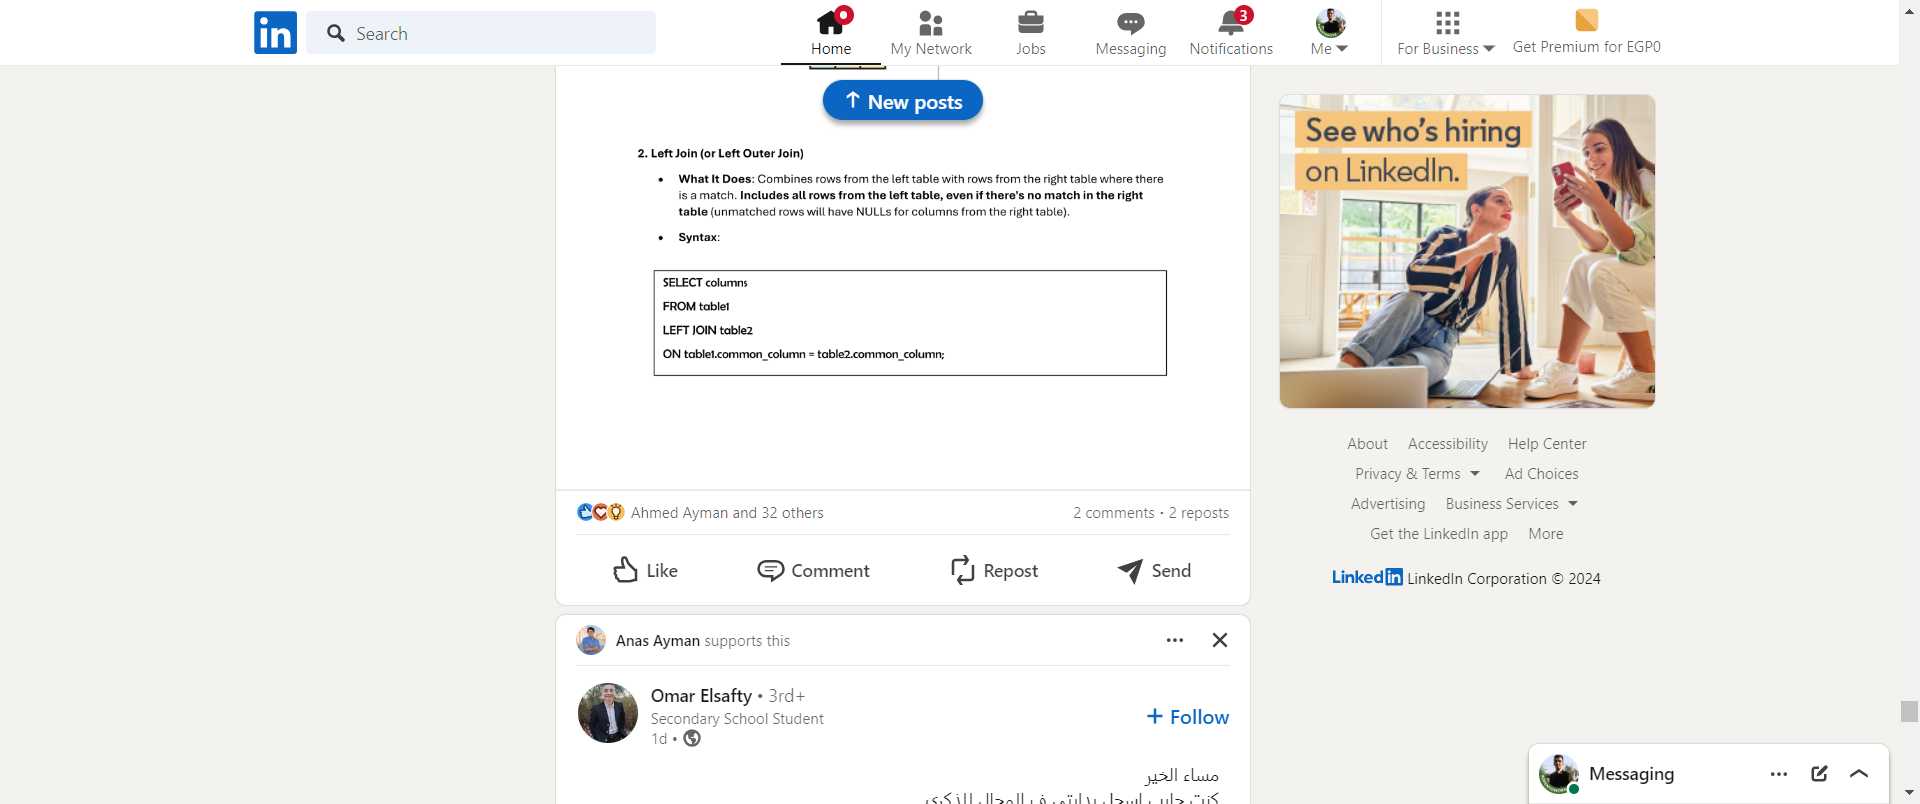 in
Search
Home
My Network
Jobs
Messaging
3
Notifications
Me
For Business
Get Premium for EGP0
New posts
2. Left Join (or Left Outer Join)
• What It Does: Combines rows from the left table with rows from the right table where there
is a match. Includes all rows from the left table, even if there's no match in the right
table (unmatched rows will have NULLs for columns from the right table).
• Syntax:
SELECT columns
FROM table1
LEFT JOIN table2
ON table1.common_column = table2.common_column;
Ahmed Ayman and 32 others
2 comments • 2 reposts
Like
Comment
Repost
Send
Anas Ayman supports this
Omar Elsafty • 3rd+
Secondary School Student
1d •
+ Follow
مساء الخير
كنت حابب اسجل بدايتي ف المجال للذكرى
See who's hiring
on LinkedIn.
About Accessibility Help Center
Privacy & Terms Ad Choices
Advertising Business Services
Get the LinkedIn app More
LinkedIn LinkedIn Corporation © 2024
Messaging